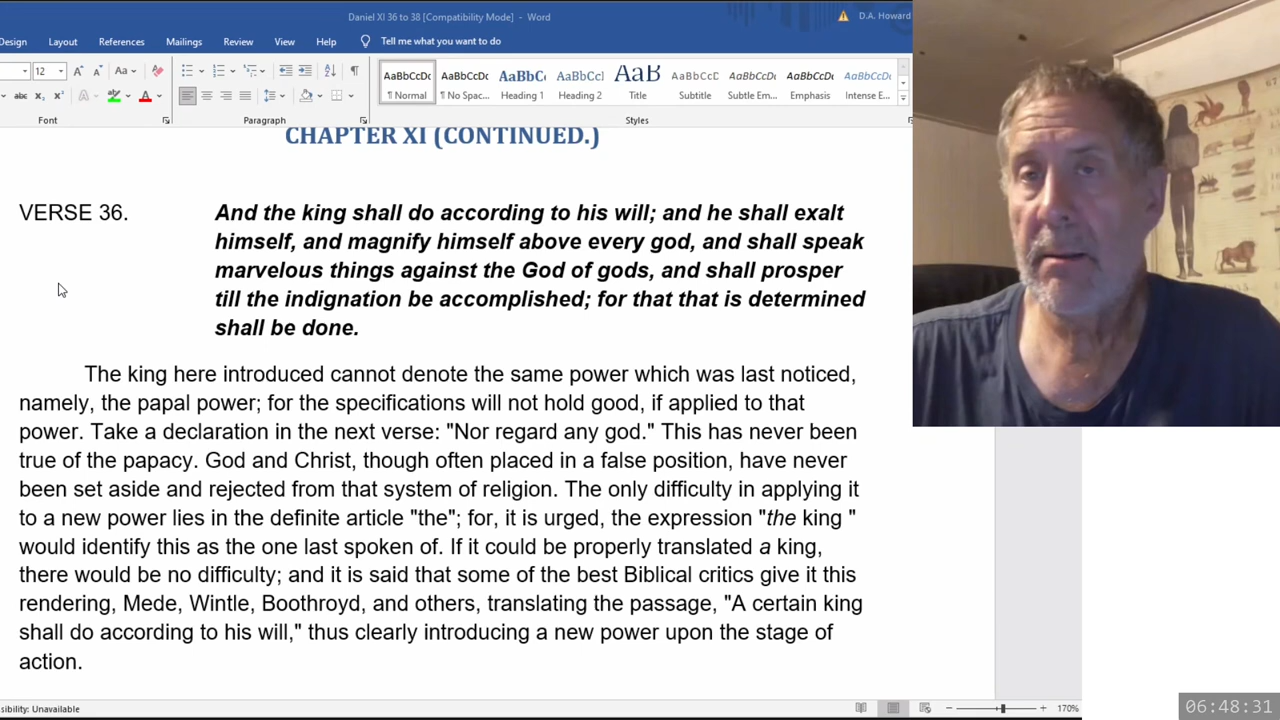 Daniel XI 36 to 38 [Compatibility Mode] - Word
D.A. Howard
Design Layout References Mailings Review View Help Tell me what you want to do
12 Aa
AaBbCcDc AaBbCcDc AaBbC AaBbCcI AaB AaBbCcD AaBbCcDc AaBbCcDc AaBbCcDc
¶ Normal ¶ No Spac... Heading 1 Heading 2 Title Subtitle Subtle Em... Emphasis Intense E...
Font Paragraph Styles
CHAPTER XI (CONTINUED.)
VERSE 36. And the king shall do according to his will; and he shall exalt
himself, and magnify himself above every god, and shall speak
marvelous things against the God of gods, and shall prosper
till the indignation be accomplished; for that that is determined
shall be done.
The king here introduced cannot denote the same power which was last noticed,
namely, the papal power; for the specifications will not hold good, if applied to that
power. Take a declaration in the next verse: "Nor regard any god." This has never been
true of the papacy. God and Christ, though often placed in a false position, have never
been set aside and rejected from that system of religion. The only difficulty in applying it
to a new power lies in the definite article "the"; for, it is urged, the expression "the king "
would identify this as the one last spoken of. If it could be properly translated a king,
there would be no difficulty; and it is said that some of the best Biblical critics give it this
rendering, Mede, Wintle, Boothroyd, and others, translating the passage, "A certain king
shall do according to his will," thus clearly introducing a new power upon the stage of
action.
sibility: Unavailable
170%
06:48:31